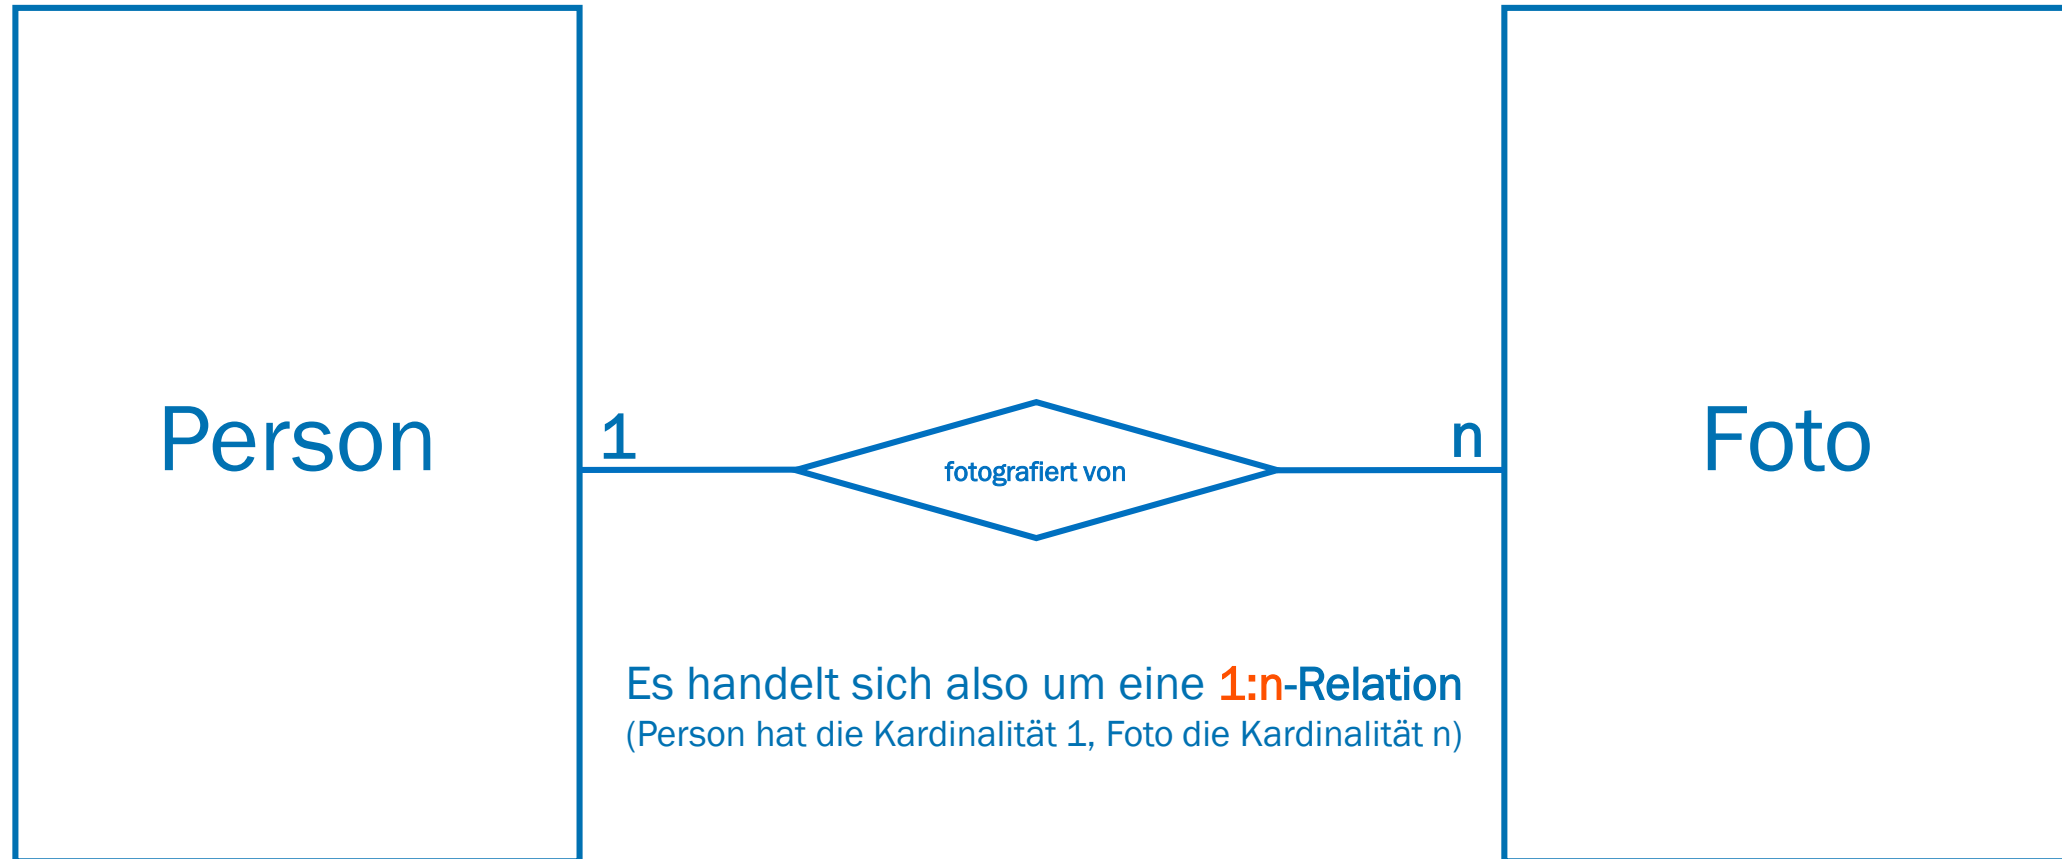 Person
1
fotografiert von
n
Foto
Es handelt sich also um eine 1:n-Relation
(Person hat die Kardinalität 1, Foto die Kardinalität n)